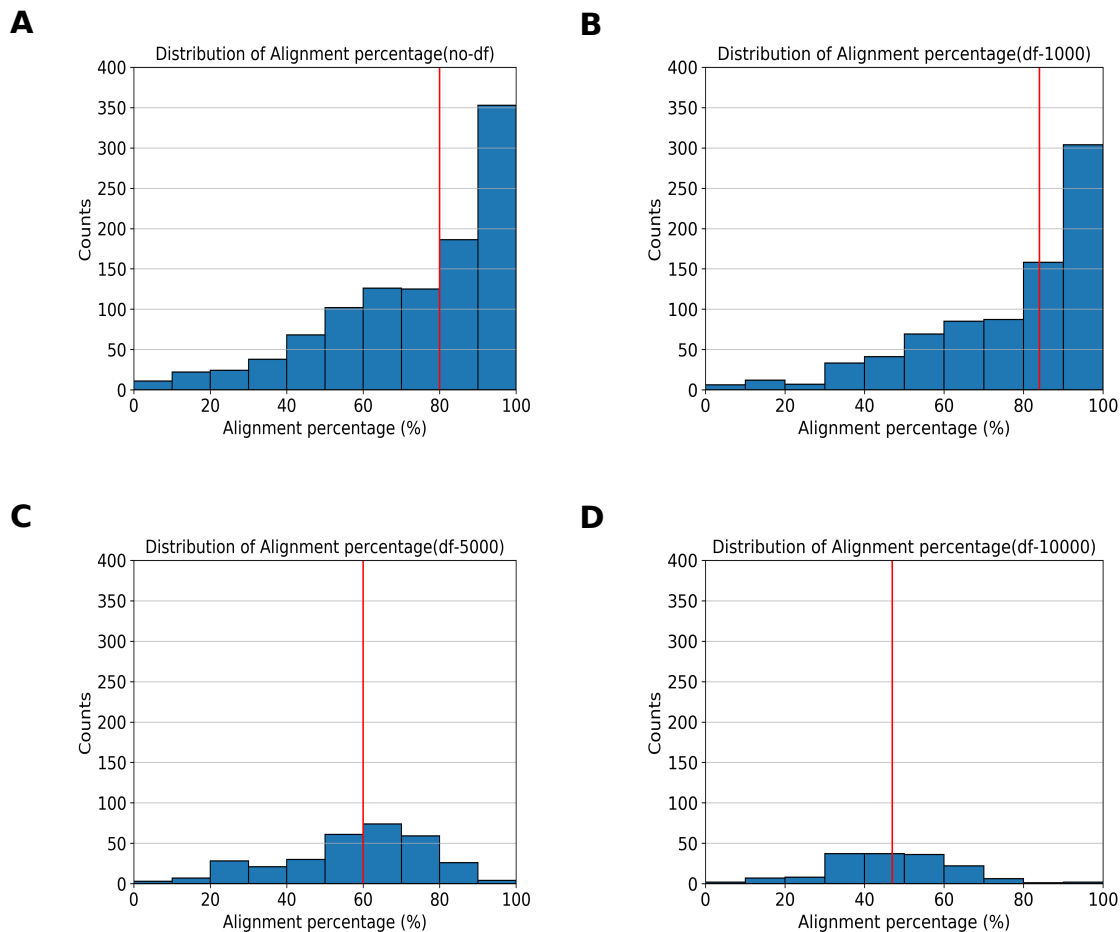 A
Distribution of Alignment percentage(no-df)
400
350
300
250
200
150
100
50
0
Counts
0 20 40 60 80 100
Alignment percentage (%)
B
Distribution of Alignment percentage(df-1000)
400
350
300
250
200
150
100
50
0
Counts
0 20 40 60 80 100
Alignment percentage (%)
C
Distribution of Alignment percentage(df-5000)
400
350
300
250
200
150
100
50
0
Counts
0 20 40 60 80 100
Alignment percentage (%)
D
Distribution of Alignment percentage(df-10000)
400
350
300
250
200
150
100
50
0
Counts
0 20 40 60 80 100
Alignment percentage (%)